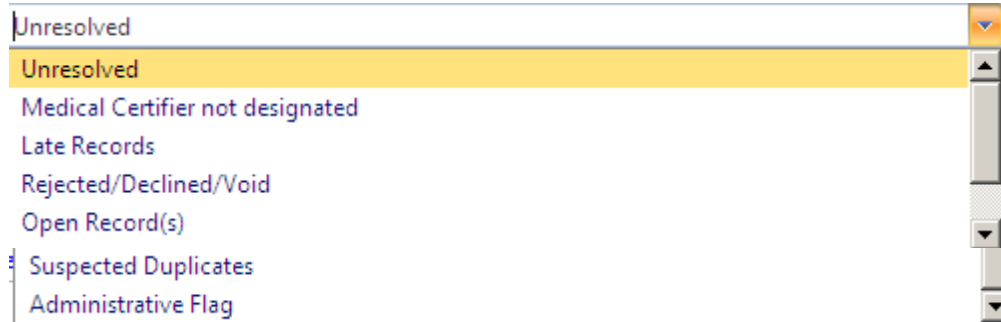 Unresolved
Unresolved
Medical Certifier not designated
Late Records
Rejected/Declined/Void
Open Record(s)
Suspected Duplicates
Administrative Flag